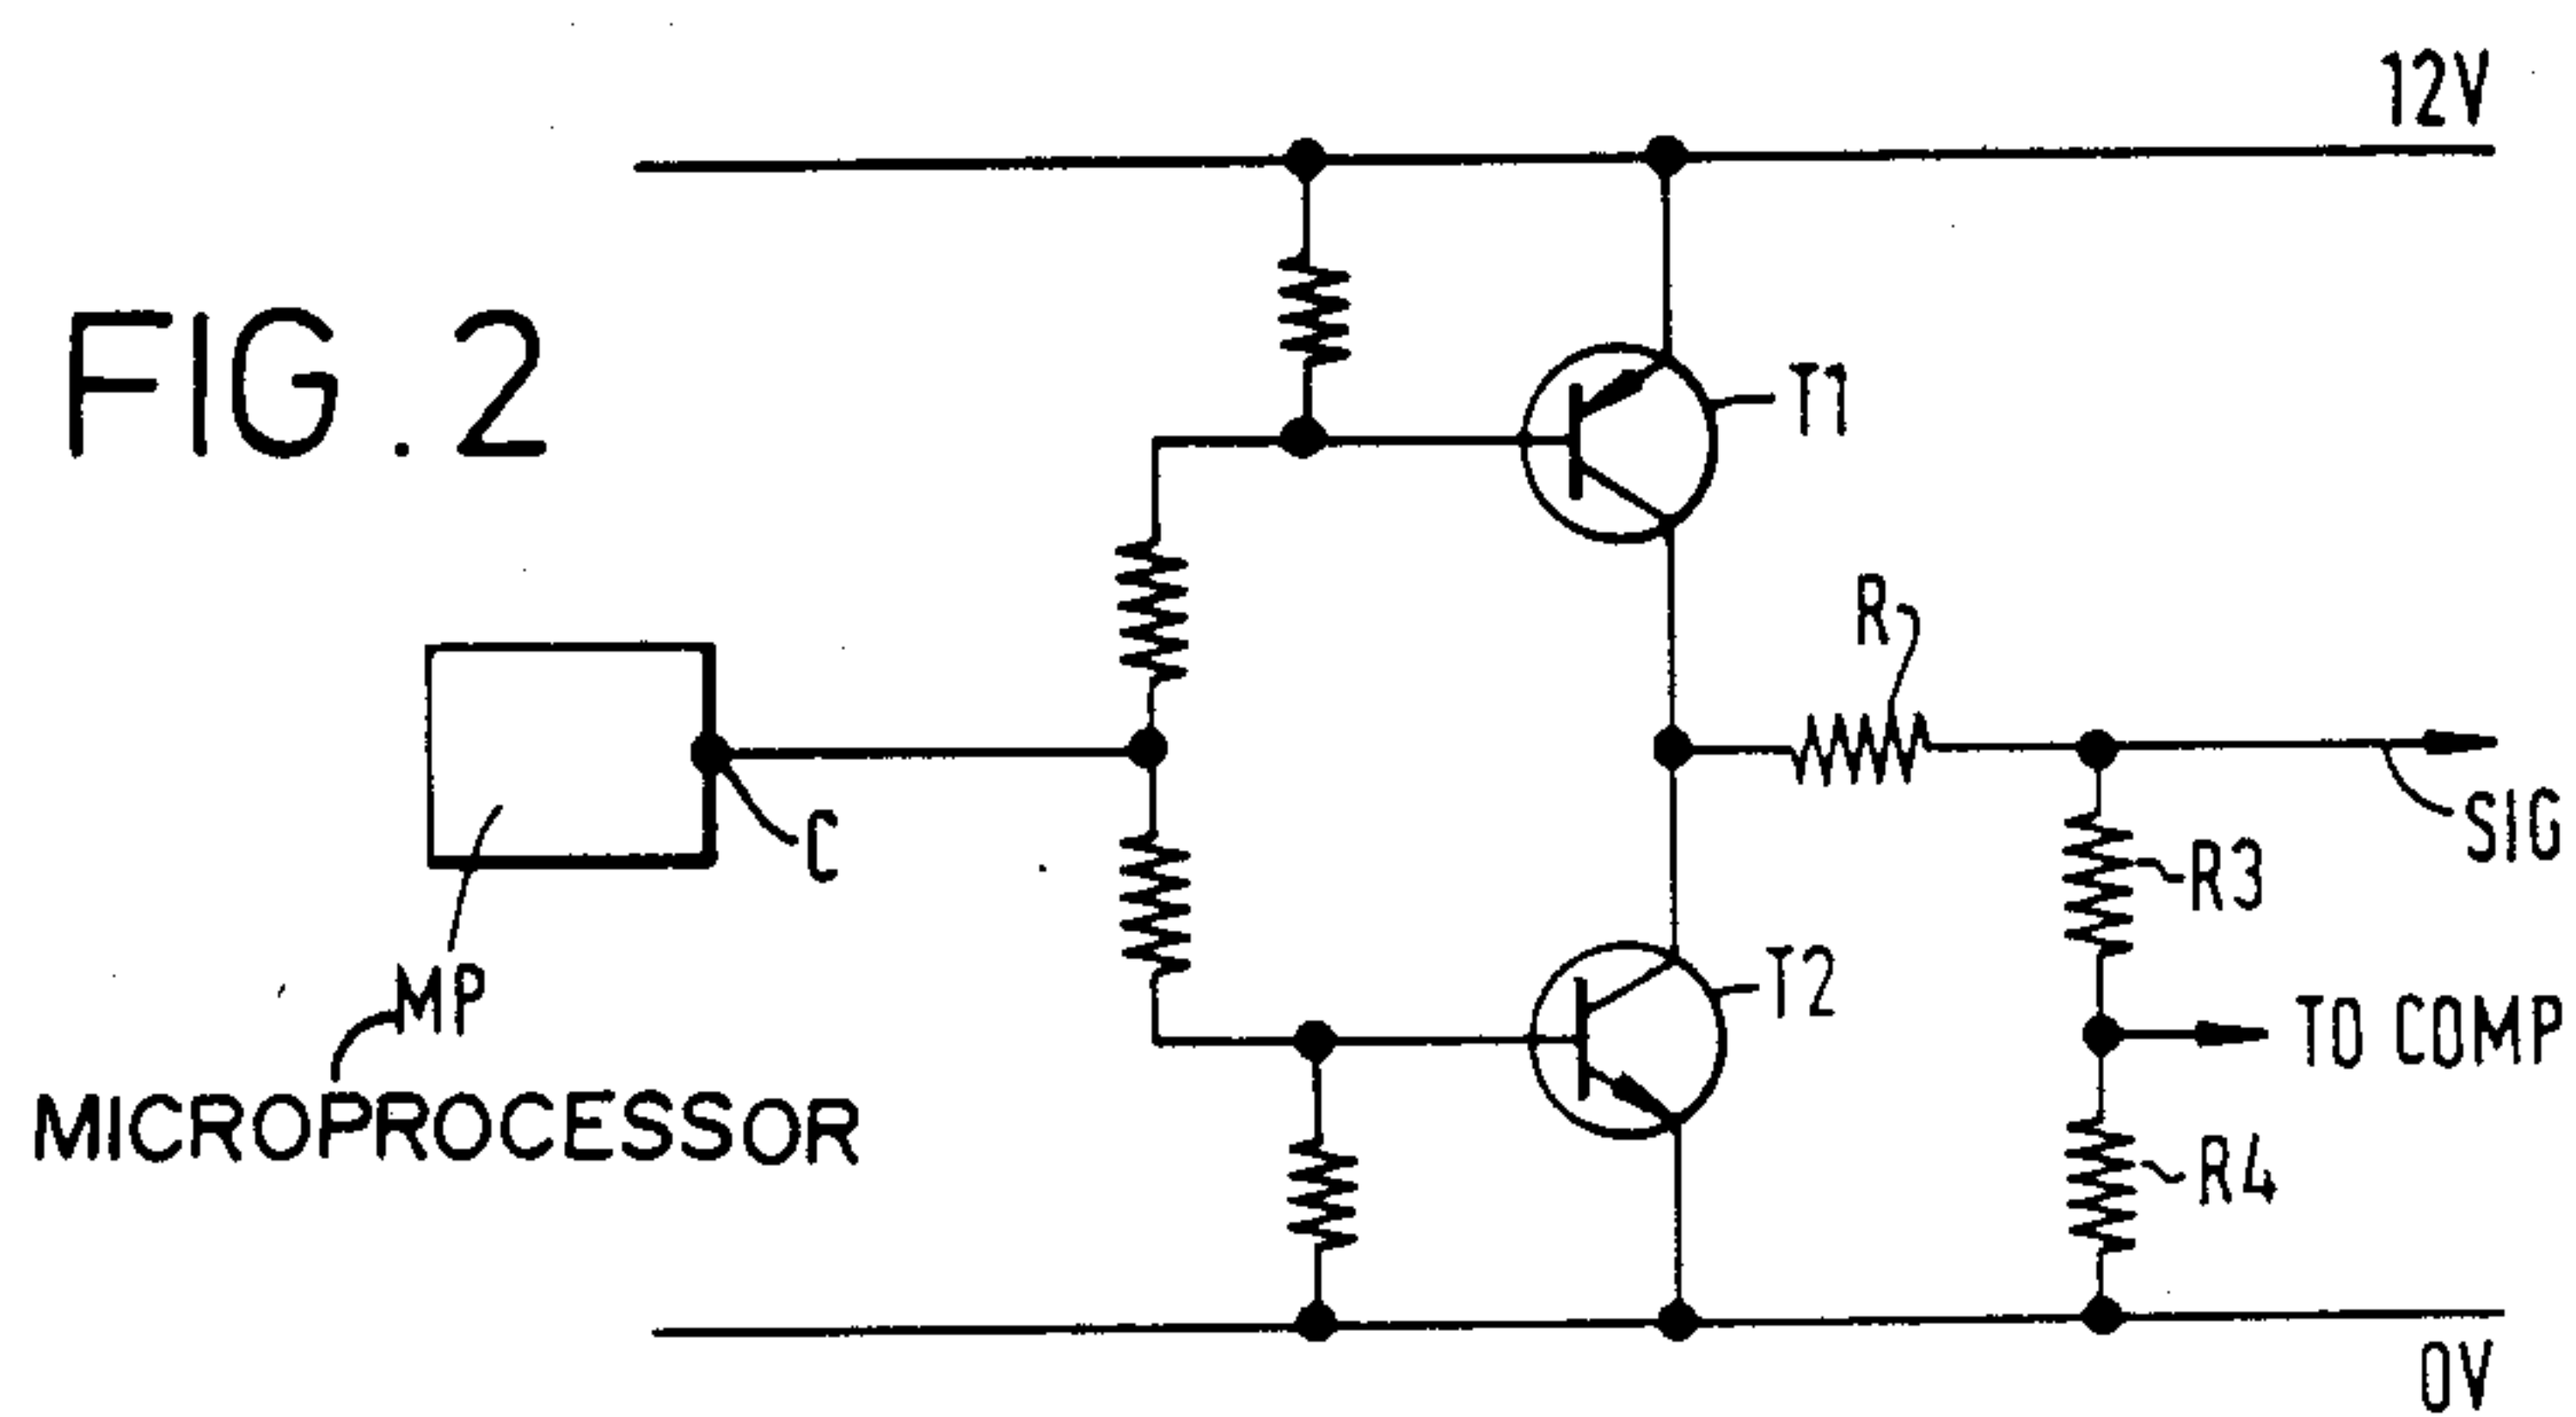 12V
FIG. 2
T1
R
C
SIG
R3
MP
T2
TO COMP
MICROPROCESSOR
R4
0V